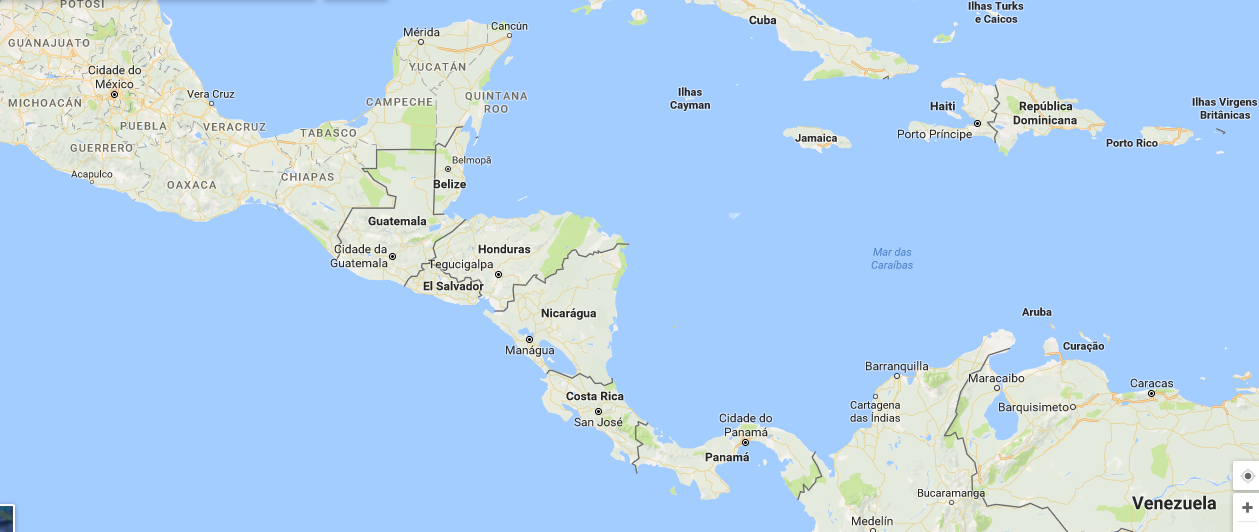 POTOSÍ
Ilhas Turks
e Caicos
Cuba
Cancún
Mérida
GUANAJUATO
YUCATÁN
Cidade do
México
Ilhas
Cayman
Vera Cruz
QUINTANA
ROO
CAMPECHE
MICHOACÁN
Haiti
República
Dominicana
Ilhas Virgens
Britânicas
PUEBLA
VERACRUZ
TABASCO
Porto Príncipe
Jamaica
Porto Rico
GUERRERO
Belmopã
Acapulco
CHIAPAS
OAXACA
Belize
Guatemala
Cidade da
Guatemala
Honduras
Tegucigalpa
Mar das
Caraíbas
El Salvador
Nicarágua
Aruba
Manágua
Curação
Barranquilla
Maracaibo
Caracas
Costa Rica
Cartagena
das Índias
Barquisimeto
San José
Cidade do
Panamá
Panamá
Bucaramanga
Venezuela
Medelín